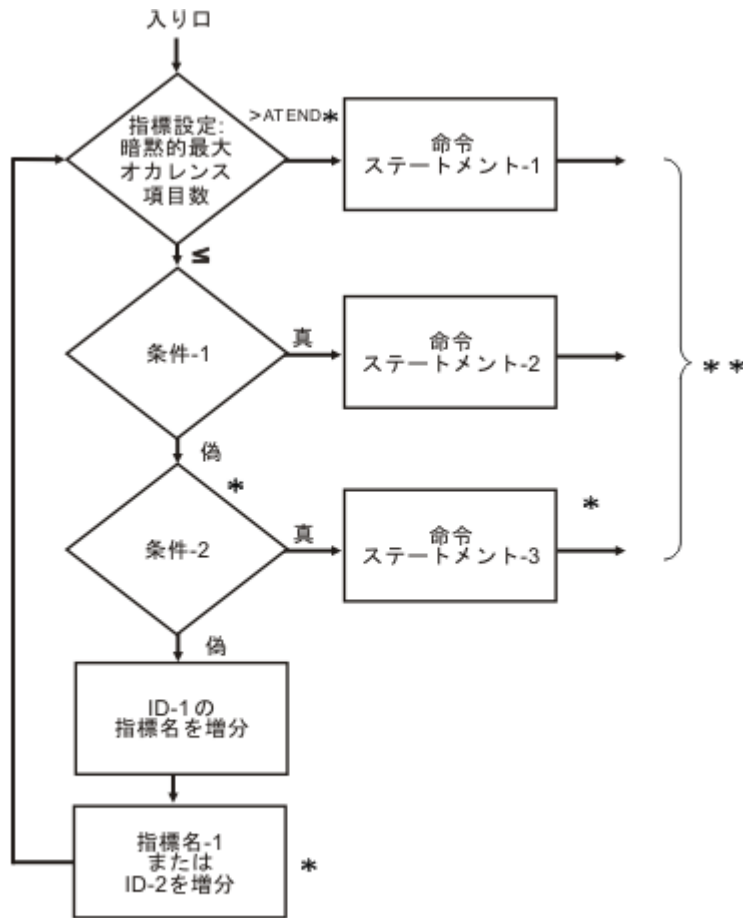 入り口
指標設定:
暗黙的最大
オカレンス
項目数
>ATEND*
命令
ステートメント-1
≤
条件-1
真
命令
ステートメント-2
**
偽
*
条件-2
真
命令
ステートメント-3
*
偽
ID-1の
指標名を増分
指標名-1
または
ID-2を増分
*